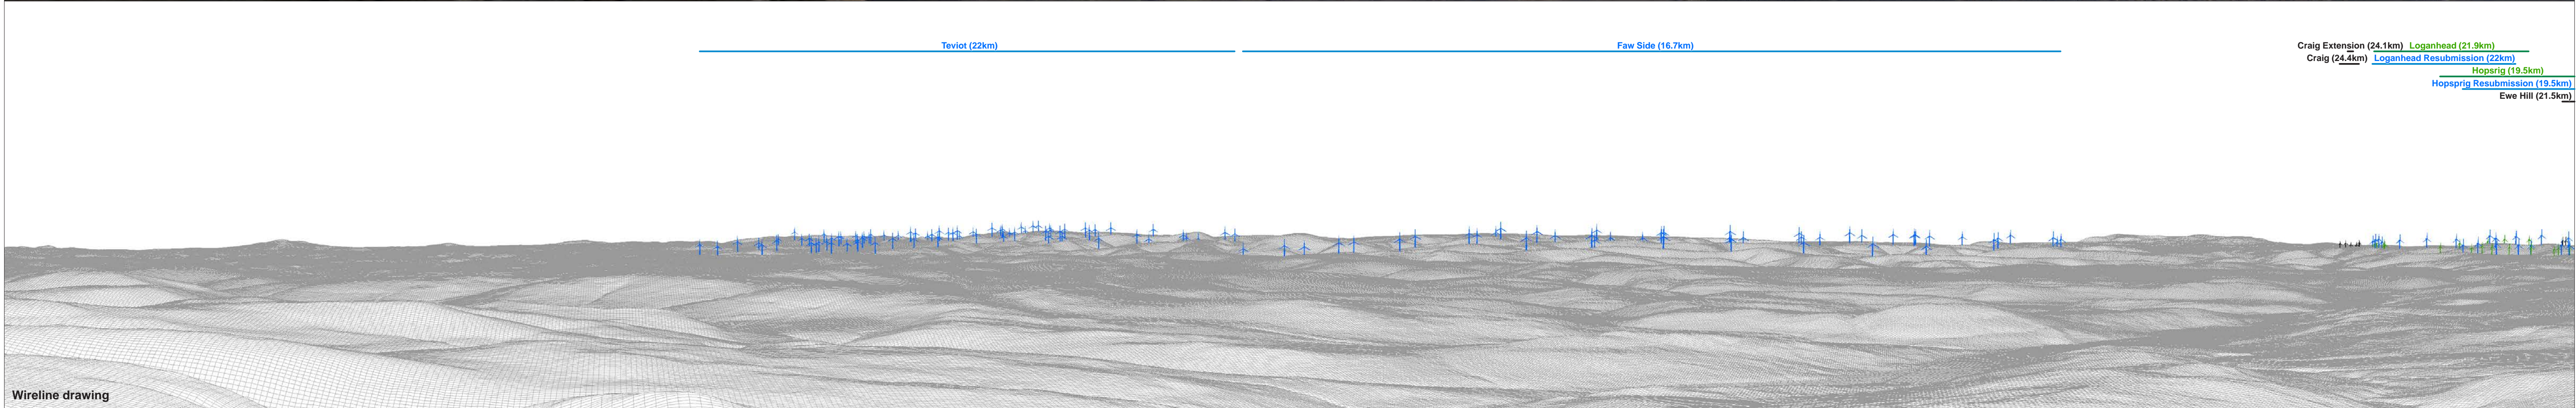 Teviot (22km)
Faw Side (16.7km)
Craig Extension (24.1km) Loganhead (21.9km)
Craig (24.4km) Loganhead Resubmission (22km)
Hopsrig (19.5km)
Hopsprig Resubmission (19.5km)
Ewe Hill (21.5km)
Wireline drawing